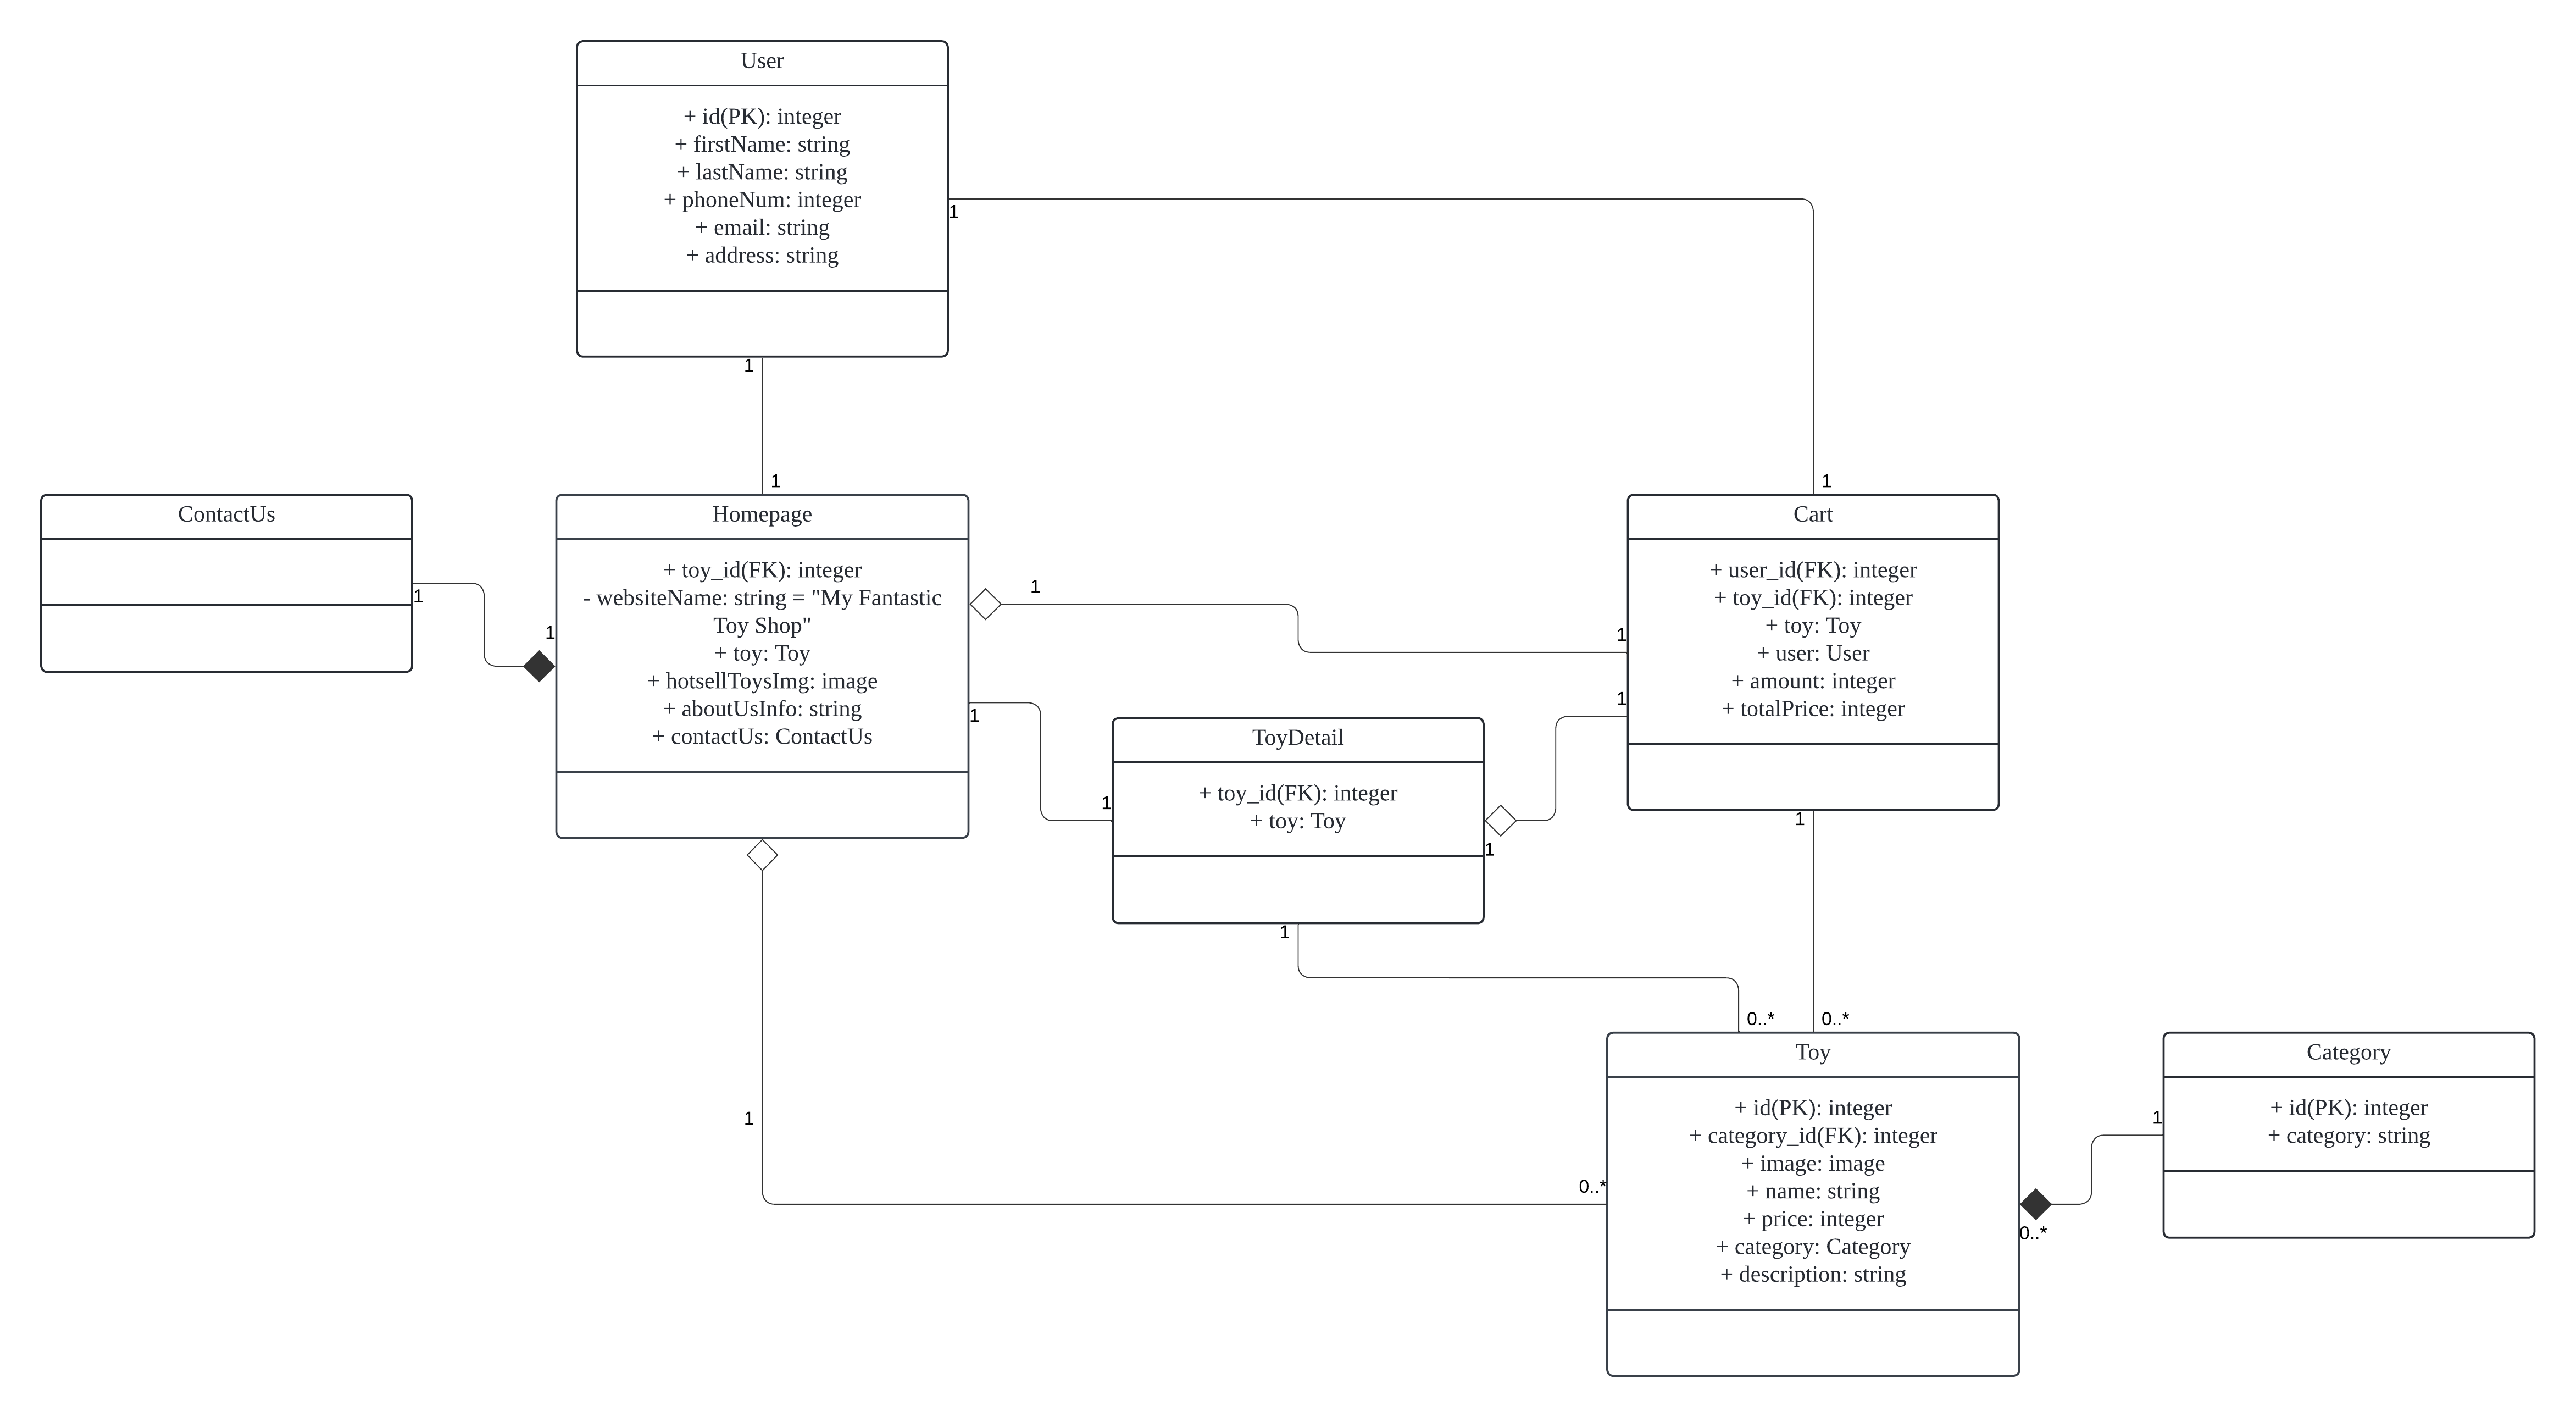 User
+ id(PK): integer
+ firstName: string
+ lastName: string
+ phoneNum: integer
+ email: string
+ address: string
1
1
1
1
1
ContactUs
1
1
Homepage
+ toy_id(FK): integer
- websiteName: string = "My Fantastic
Toy Shop"
+ toy: Toy
+ hotsellToysImg: image
+ aboutUsInfo: string
+ contactUs: ContactUs
1
1
1
1
Cart
+ user_id(FK): integer
+ toy_id(FK): integer
+ toy: Toy
+ user: User
+ amount: integer
+ totalPrice: integer
1
ToyDetail
+ toy_id(FK): integer
+ toy: Toy
1
1
1
0..*
0..*
1
0..*
Toy
+ id(PK): integer
+ category_id(FK): integer
+ image: image
+ name: string
+ price: integer
+ category: Category
+ description: string
0..*
1
Category
+ id(PK): integer
+ category: string